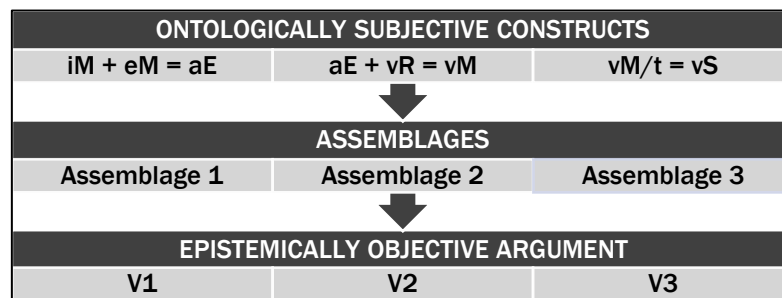 ONTOLOGICALLY SUBJECTIVE CONSTRUCTS
iM + eM = aE aE + vR = vM vM/t = vS
ASSEMBLAGES
Assemblage 1 Assemblage 2 Assemblage 3
EPISTEMICALLY OBJECTIVE ARGUMENT
V1 V2 V3